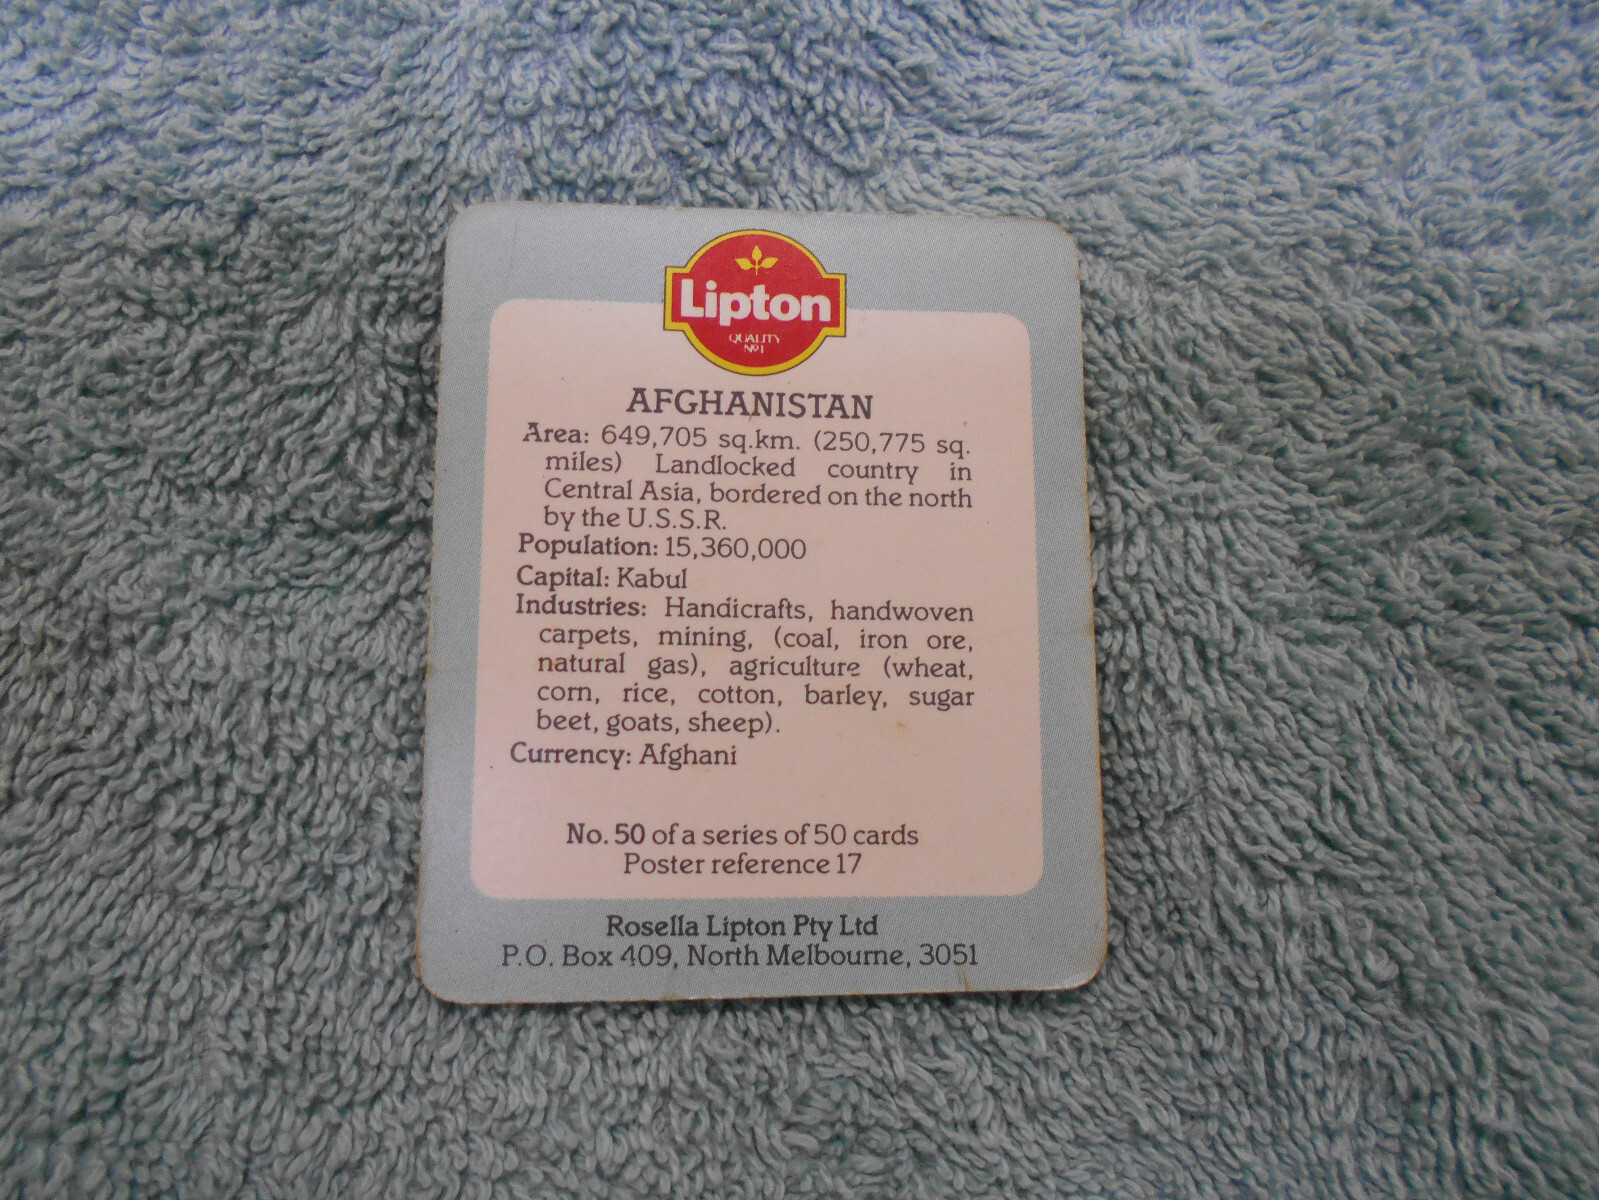 Lipton
QUALITY
Nº1
AFGHANISTAN
Area: 649,705 sq.km. (250,775 sq.
miles) Landlocked country in
Central Asia, bordered on the north
by the U.S.S.R.
Population: 15,360,000
Capital: Kabul
Industries: Handicrafts, handwoven
carpets, mining, (coal, iron ore,
natural gas), agriculture (wheat,
corn, rice, cotton, barley, sugar
beet, goats, sheep).
Currency: Afghani
No. 50 of a series of 50 cards
Poster reference 17
Rosella Lipton Pty Ltd
P.O. Box 409, North Melbourne, 3051